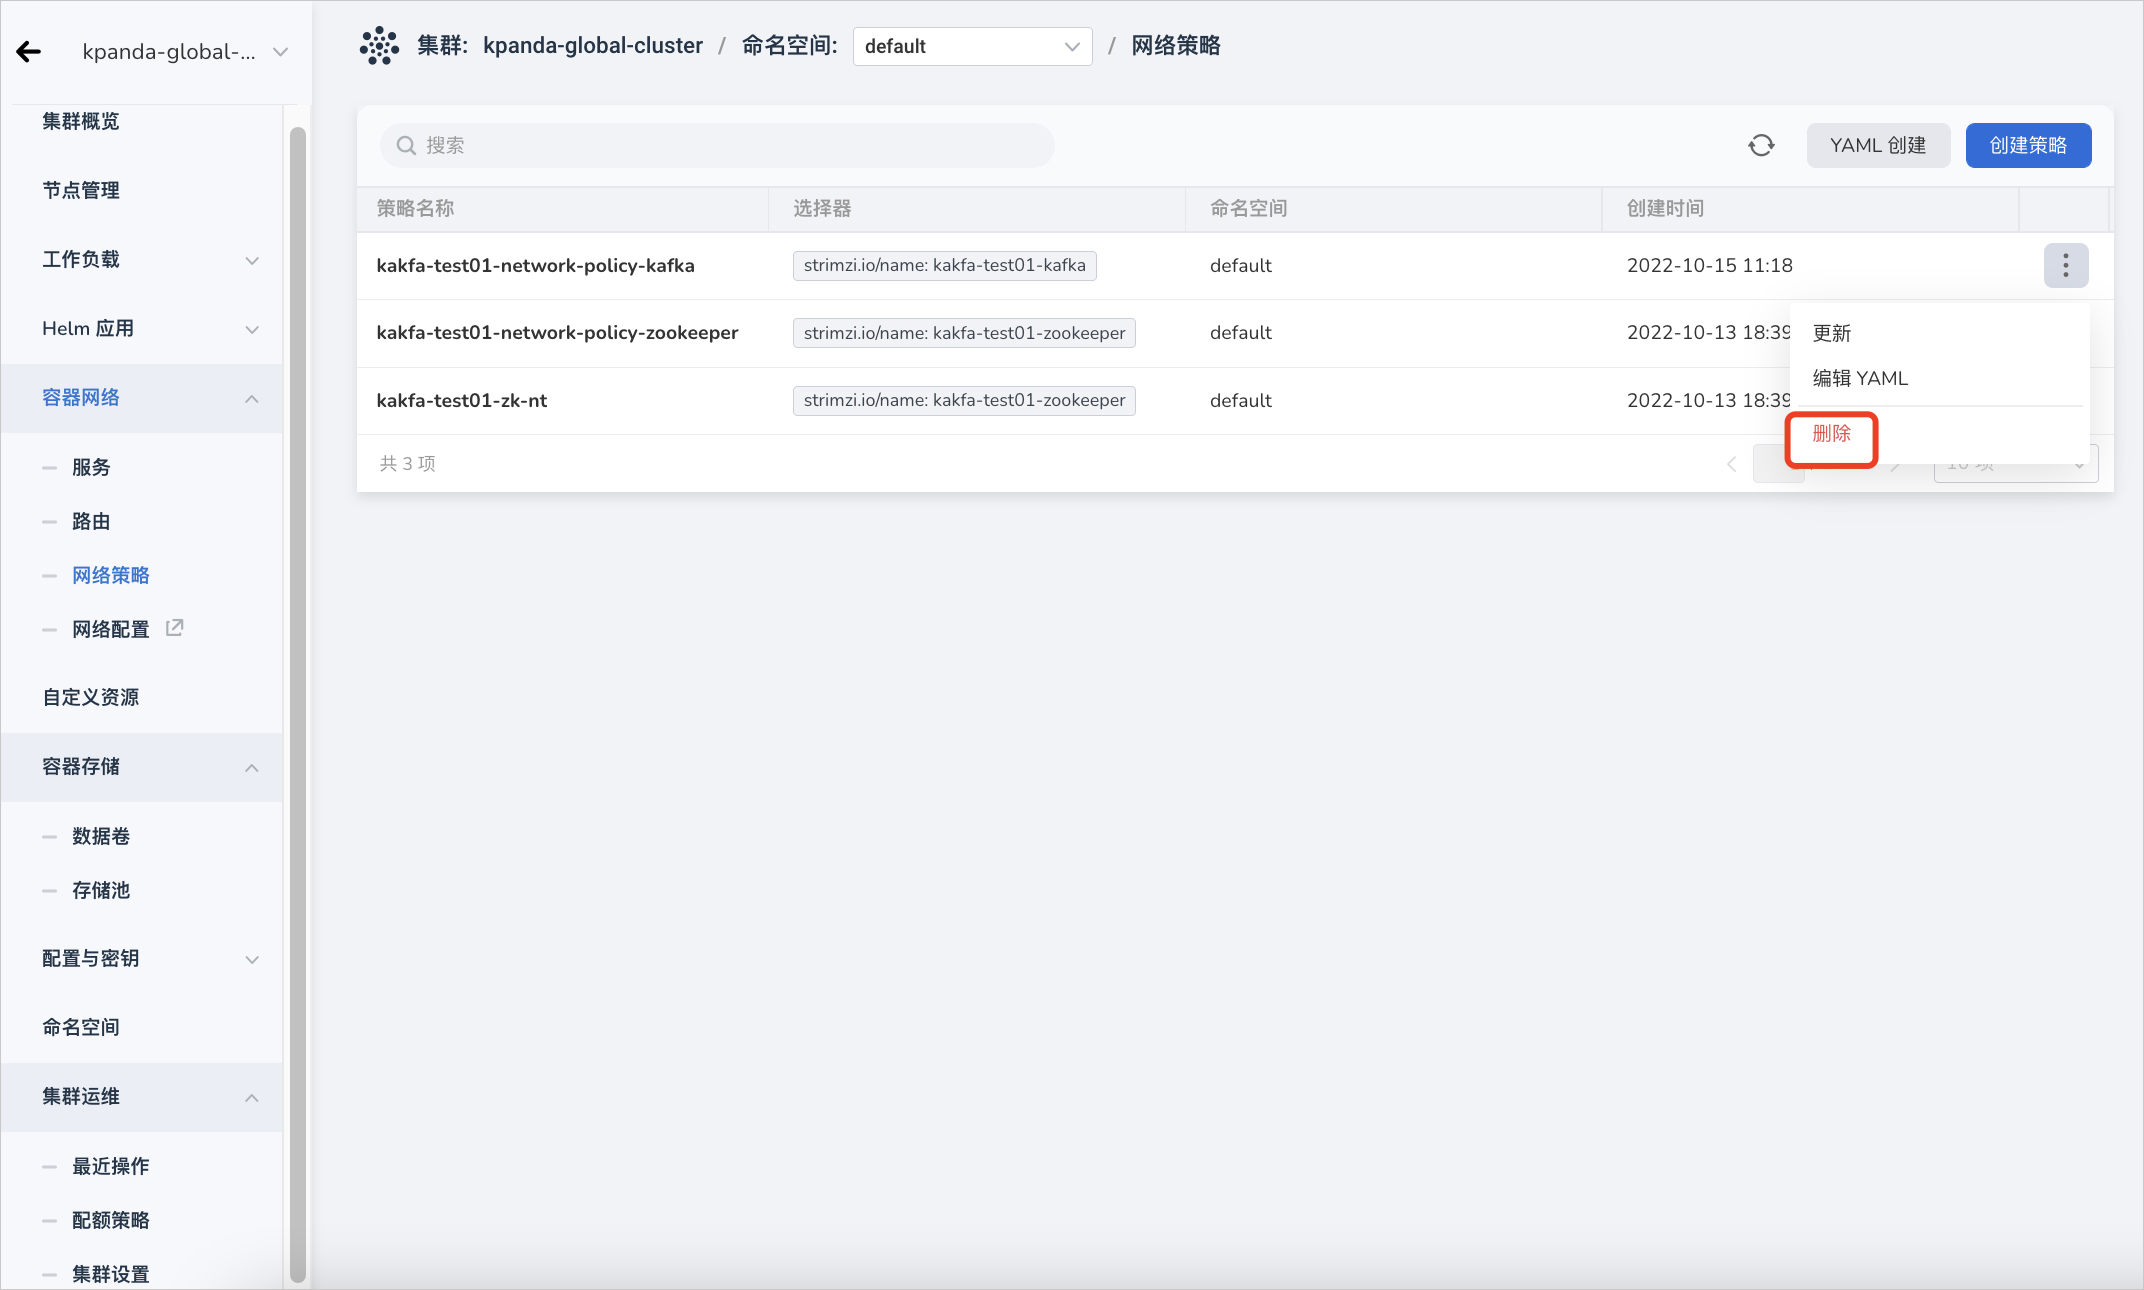 kpanda-global-...
集群: kpanda-global-cluster / 命名空间: default / 网络策略
集群概览
节点管理
工作负载
Helm 应用
容器网络
服务
路由
网络策略
网络配置
自定义资源
容器存储
数据卷
存储池
配置与密钥
命名空间
集群运维
最近操作
配额策略
集群设置
搜索
YAML 创建
创建策略
策略名称 选择器 命名空间 创建时间
kakfa-test01-network-policy-kafka strimzi.io/name: kakfa-test01-kafka default 2022-10-15 11:18
kakfa-test01-network-policy-zookeeper strimzi.io/name: kakfa-test01-zookeeper default 2022-10-13 18:39
kakfa-test01-zk-nt strimzi.io/name: kakfa-test01-zookeeper default 2022-10-13 18:39
更新
编辑 YAML
删除
共 3 项
10 项